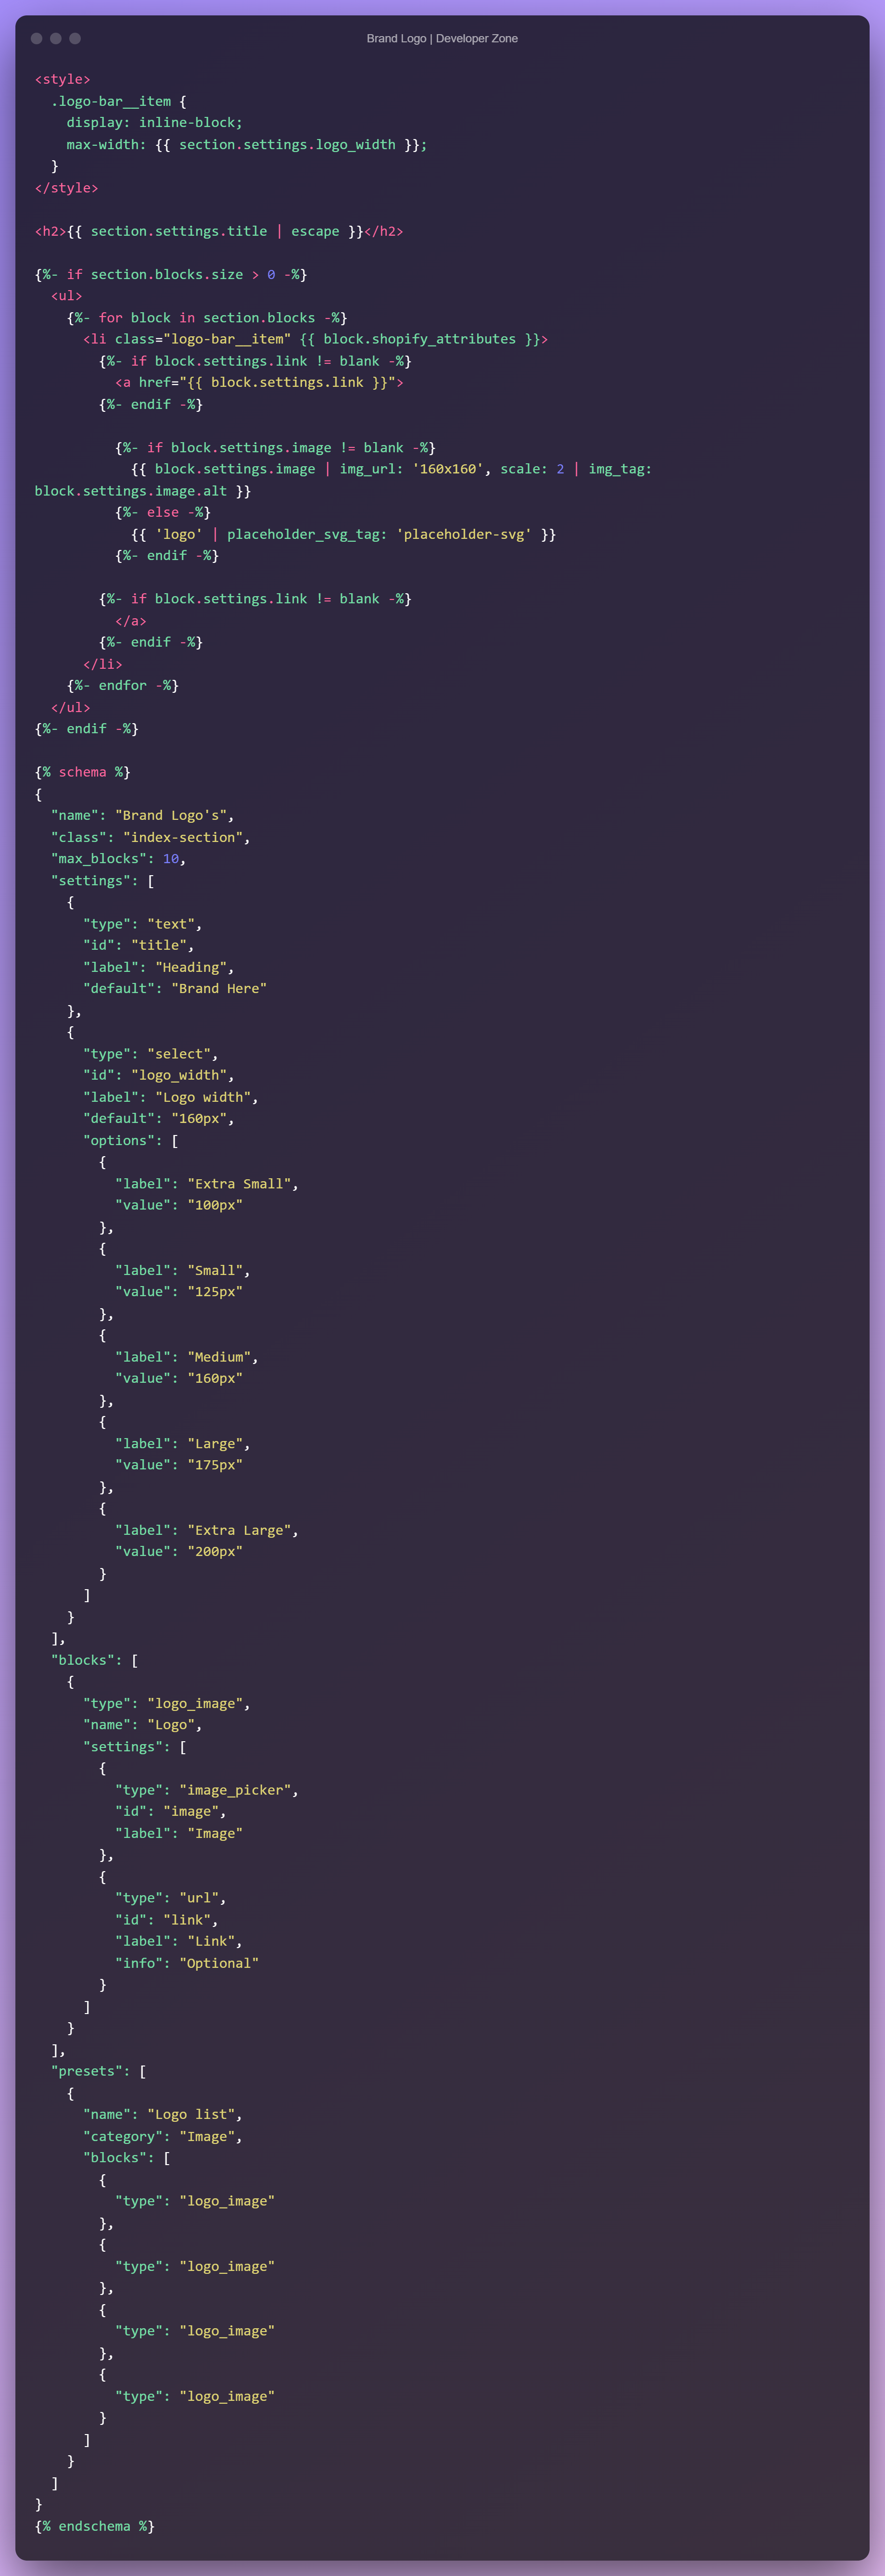 Brand Logo | Developer Zone
<style>
  .logo-bar__item {
    display: inline-block;
    max-width: {{ section.settings.logo_width }};
  }
</style>

<h2>{{ section.settings.title | escape }}</h2>

{%- if section.blocks.size > 0 -%}
  <ul>
    {%- for block in section.blocks -%}
      <li class="logo-bar__item" {{ block.shopify_attributes }}>
        {%- if block.settings.link != blank -%}
          <a href="{{ block.settings.link }}">
        {%- endif -%}

          {%- if block.settings.image != blank -%}
            {{ block.settings.image | img_url: '160x160', scale: 2 | img_tag:
block.settings.image.alt }}
          {%- else -%}
            {{ 'logo' | placeholder_svg_tag: 'placeholder-svg' }}
          {%- endif -%}

        {%- if block.settings.link != blank -%}
          </a>
        {%- endif -%}
      </li>
    {%- endfor -%}
  </ul>
{%- endif -%}

{% schema %}
{
  "name": "Brand Logo's",
  "class": "index-section",
  "max_blocks": 10,
  "settings": [
    {
      "type": "text",
      "id": "title",
      "label": "Heading",
      "default": "Brand Here"
    },
    {
      "type": "select",
      "id": "logo_width",
      "label": "Logo width",
      "default": "160px",
      "options": [
        {
          "label": "Extra Small",
          "value": "100px"
        },
        {
          "label": "Small",
          "value": "125px"
        },
        {
          "label": "Medium",
          "value": "160px"
        },
        {
          "label": "Large",
          "value": "175px"
        },
        {
          "label": "Extra Large",
          "value": "200px"
        }
      ]
    }
  ],
  "blocks": [
    {
      "type": "logo_image",
      "name": "Logo",
      "settings": [
        {
          "type": "image_picker",
          "id": "image",
          "label": "Image"
        },
        {
          "type": "url",
          "id": "link",
          "label": "Link",
          "info": "Optional"
        }
      ]
    }
  ],
  "presets": [
    {
      "name": "Logo list",
      "category": "Image",
      "blocks": [
        {
          "type": "logo_image"
        },
        {
          "type": "logo_image"
        },
        {
          "type": "logo_image"
        },
        {
          "type": "logo_image"
        }
      ]
    }
  ]
}
{% endschema %}